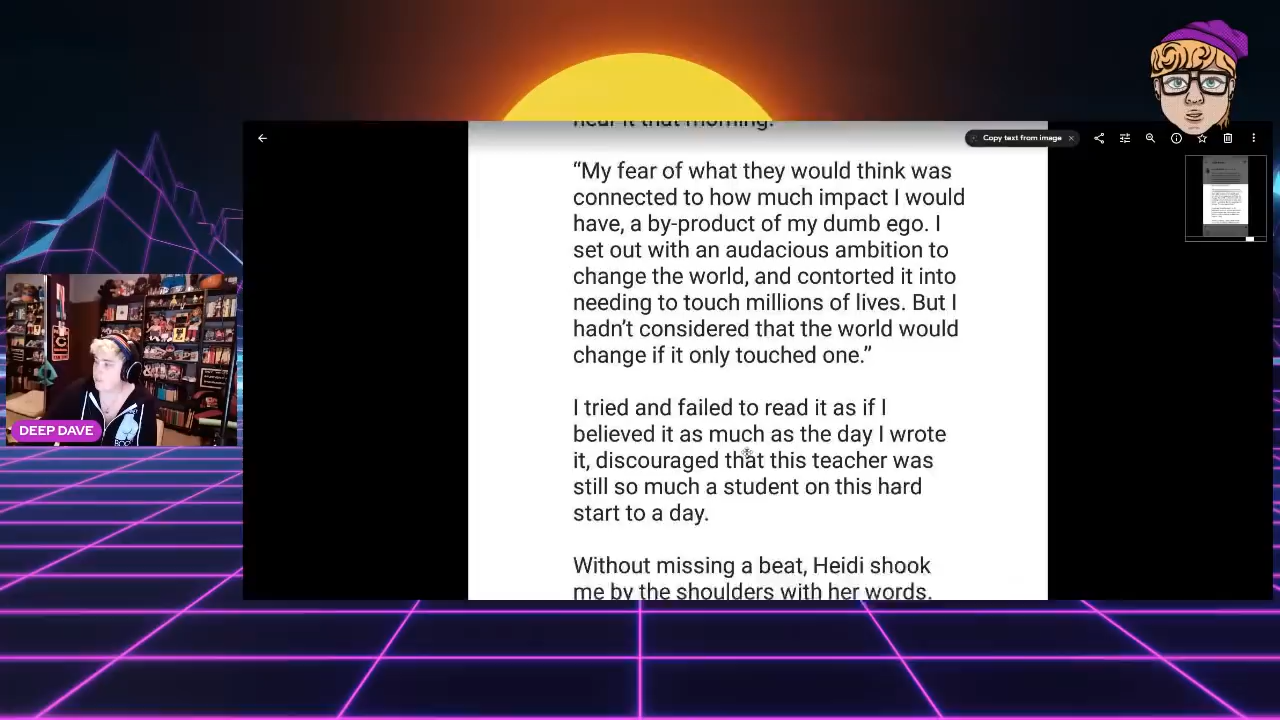 hear it that morning.
Copy text from image
“My fear of what they would think was
connected to how much impact I would
have, a by-product of my dumb ego. I
set out with an audacious ambition to
change the world, and contorted it into
needing to touch millions of lives. But I
hadn’t considered that the world would
change if it only touched one.”
I tried and failed to read it as if I
believed it as much as the day I wrote
it, discouraged that this teacher was
still so much a student on this hard
start to a day.
Without missing a beat, Heidi shook
me by the shoulders with her words.
DEEP DAVE